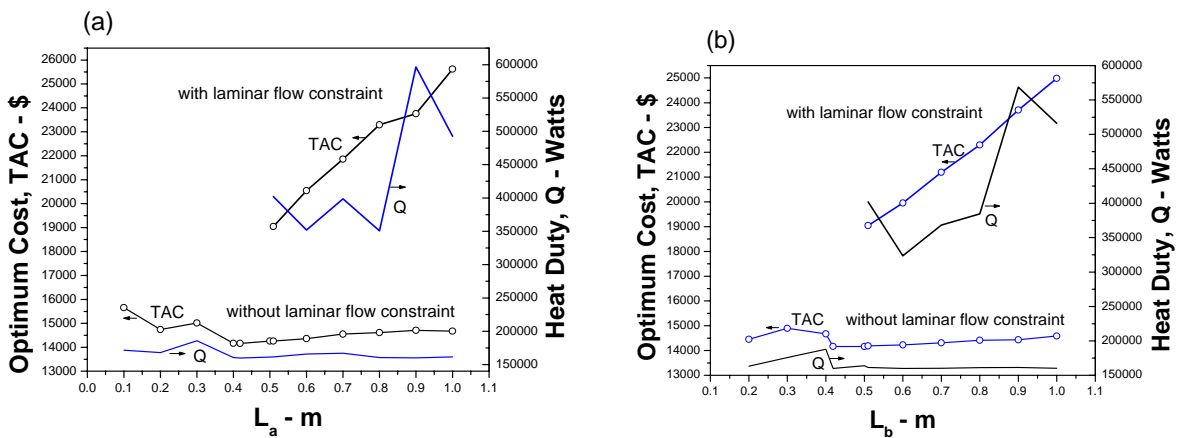 (a)
Optimum Cost, TAC - $
26000
25000
24000
23000
22000
21000
20000
19000
18000
17000
16000
15000
14000
13000
with laminar flow constraint
TAC
Q
without laminar flow constraint
TAC
Q
600000
550000
500000
450000
400000
350000
300000
250000
200000
150000
Heat Duty, Q - Watts
0.0 0.1 0.2 0.3 0.4 0.5 0.6 0.7 0.8 0.9 1.0 1.1
La - m
(b)
Optimum Cost, TAC - $
25000
24000
23000
22000
21000
20000
19000
18000
17000
16000
15000
14000
13000
with laminar flow constraint
TAC
Q
without laminar flow constraint
TAC
Q
600000
550000
500000
450000
400000
350000
300000
250000
200000
150000
Heat Duty, Q - Watts
0.1 0.2 0.3 0.4 0.5 0.6 0.7 0.8 0.9 1.0 1.1
Lb - m